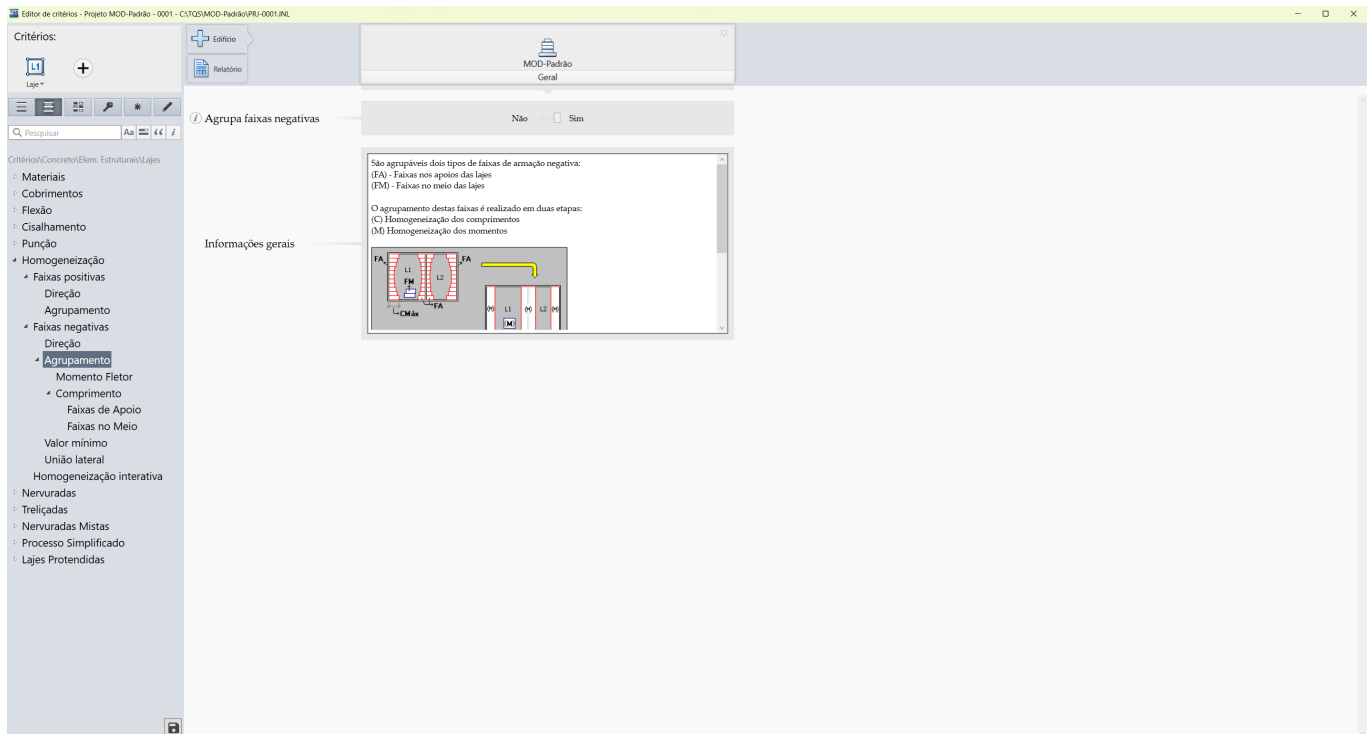 Editor de critérios - Projeto MOD-Padrão - 0001 - C:\TQS\MOD-Padrão\PRJ-0001.INL
Critérios:
L1
Laje
Edifício
Relatório
MOD-Padrão
Geral
Pesquisar
Aa
Critérios\Concreto\Elem. Estruturais\Lajes
Materiais
Cobrimentos
Flexão
Cisalhamento
Punção
Homogeneização
Faixas positivas
Direção
Agrupamento
Faixas negativas
Direção
Agrupamento
Momento Fletor
Comprimento
Faixas de Apoio
Faixas no Meio
Valor mínimo
União lateral
Homogeneização interativa
Nervuradas
Treliçadas
Nervuradas Mistas
Processo Simplificado
Lajes Protendidas
Agrupa faixas negativas
Não Sim
Informações gerais
São agrupáveis dois tipos de faixas de armação negativa:
(FA) - Faixas nos apoios das lajes
(FM) - Faixas no meio das lajes
O agrupamento destas faixas é realizado em duas etapas:
(C) Homogeneização dos comprimentos
(M) Homogeneização dos momentos
FA FA
L1 L2
FM
FA
CMáx
(M) L1 (M) L2 (M)
(M)